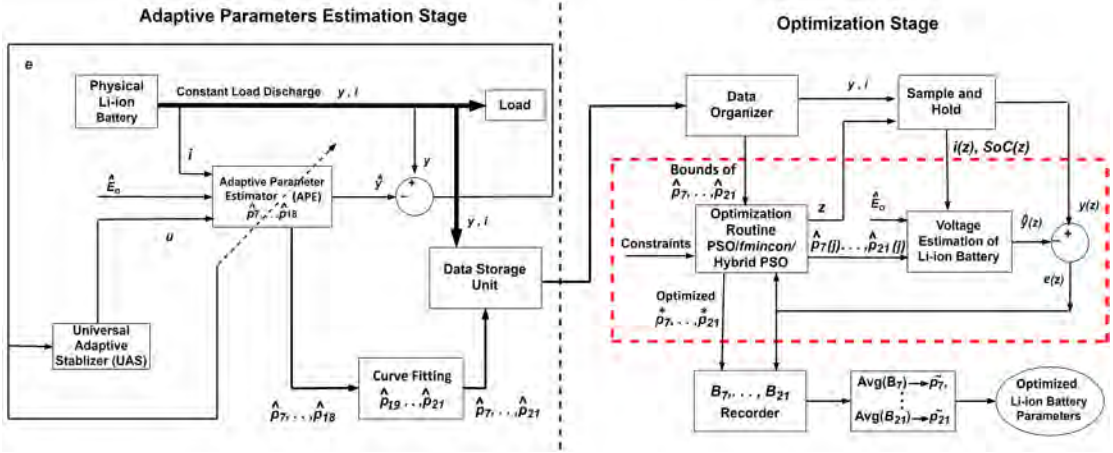 Adaptive Parameters Estimation Stage
e
Physical
Li-ion
Battery
Constant Load Discharge
y , i
Load
i
y
Ê₀
Adaptive Parameter
Estimator (APE)
p̂₇. . . , p̂₁₈
ŷ
+
−
u
y , i
Data Storage
Unit
Universal
Adaptive
Stablizer (UAS)
p̂₇, . . , p̂₁₈
Curve Fitting
p̂₁₉ . . , p̂₂₁
p̂₇, . . , p̂₂₁
Optimization Stage
Data
Organizer
y , i
Sample and
Hold
i(z), SoC(z)
Bounds of
p̂₇, . . , p̂₂₁
z
Ê₀
Constraints
Optimization
Routine
PSO/fmincon/
Hybrid PSO
p̂₇(j), . . , p̂₂₁(j)
Voltage
Estimation of
Li-ion Battery
ŷ(z)
y(z)
+
−
e(z)
Optimized
p*₇, . . , p*₂₁
B₇, . . , B₂₁
Recorder
Avg(B₇)→p̃₇,
⋮
Avg(B₂₁)→p̃₂₁
Optimized
Li-ion Battery
Parameters